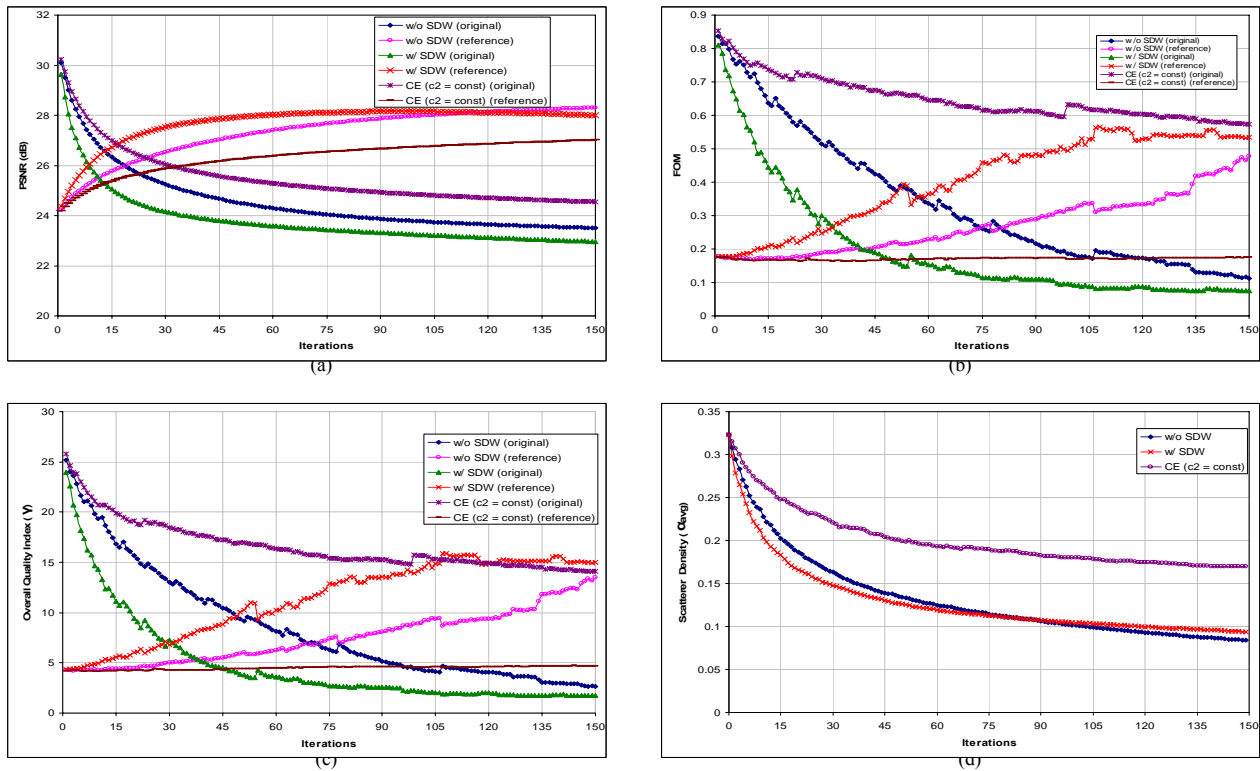 PSNR (dB)
32
30
28
26
24
22
20
w/o SDW (original)
w/o SDW (reference)
w/ SDW (original)
w/ SDW (reference)
CE (c2 = const) (original)
CE (c2 = const) (reference)
0 15 30 45 60 75 90 105 120 135 150
Iterations
(a)
FOM
0.9
0.8
0.7
0.6
0.5
0.4
0.3
0.2
0.1
0
w/o SDW (original)
w/o SDW (reference)
w/ SDW (original)
w/ SDW (reference)
CE (c2 = const) (original)
CE (c2 = const) (reference)
0 15 30 45 60 75 90 105 120 135 150
Iterations
(b)
Overall Quality Index (γ)
30
25
20
15
10
5
0
w/o SDW (original)
w/o SDW (reference)
w/ SDW (original)
w/ SDW (reference)
CE (c2 = const) (original)
CE (c2 = const) (reference)
0 15 30 45 60 75 90 105 120 135 150
Iterations
(c)
Scatterer Density (αavg)
0.35
0.3
0.25
0.2
0.15
0.1
0.05
0
w/o SDW
w/ SDW
CE (c2 = const)
0 15 30 45 60 75 90 105 120 135 150
Iterations
(d)